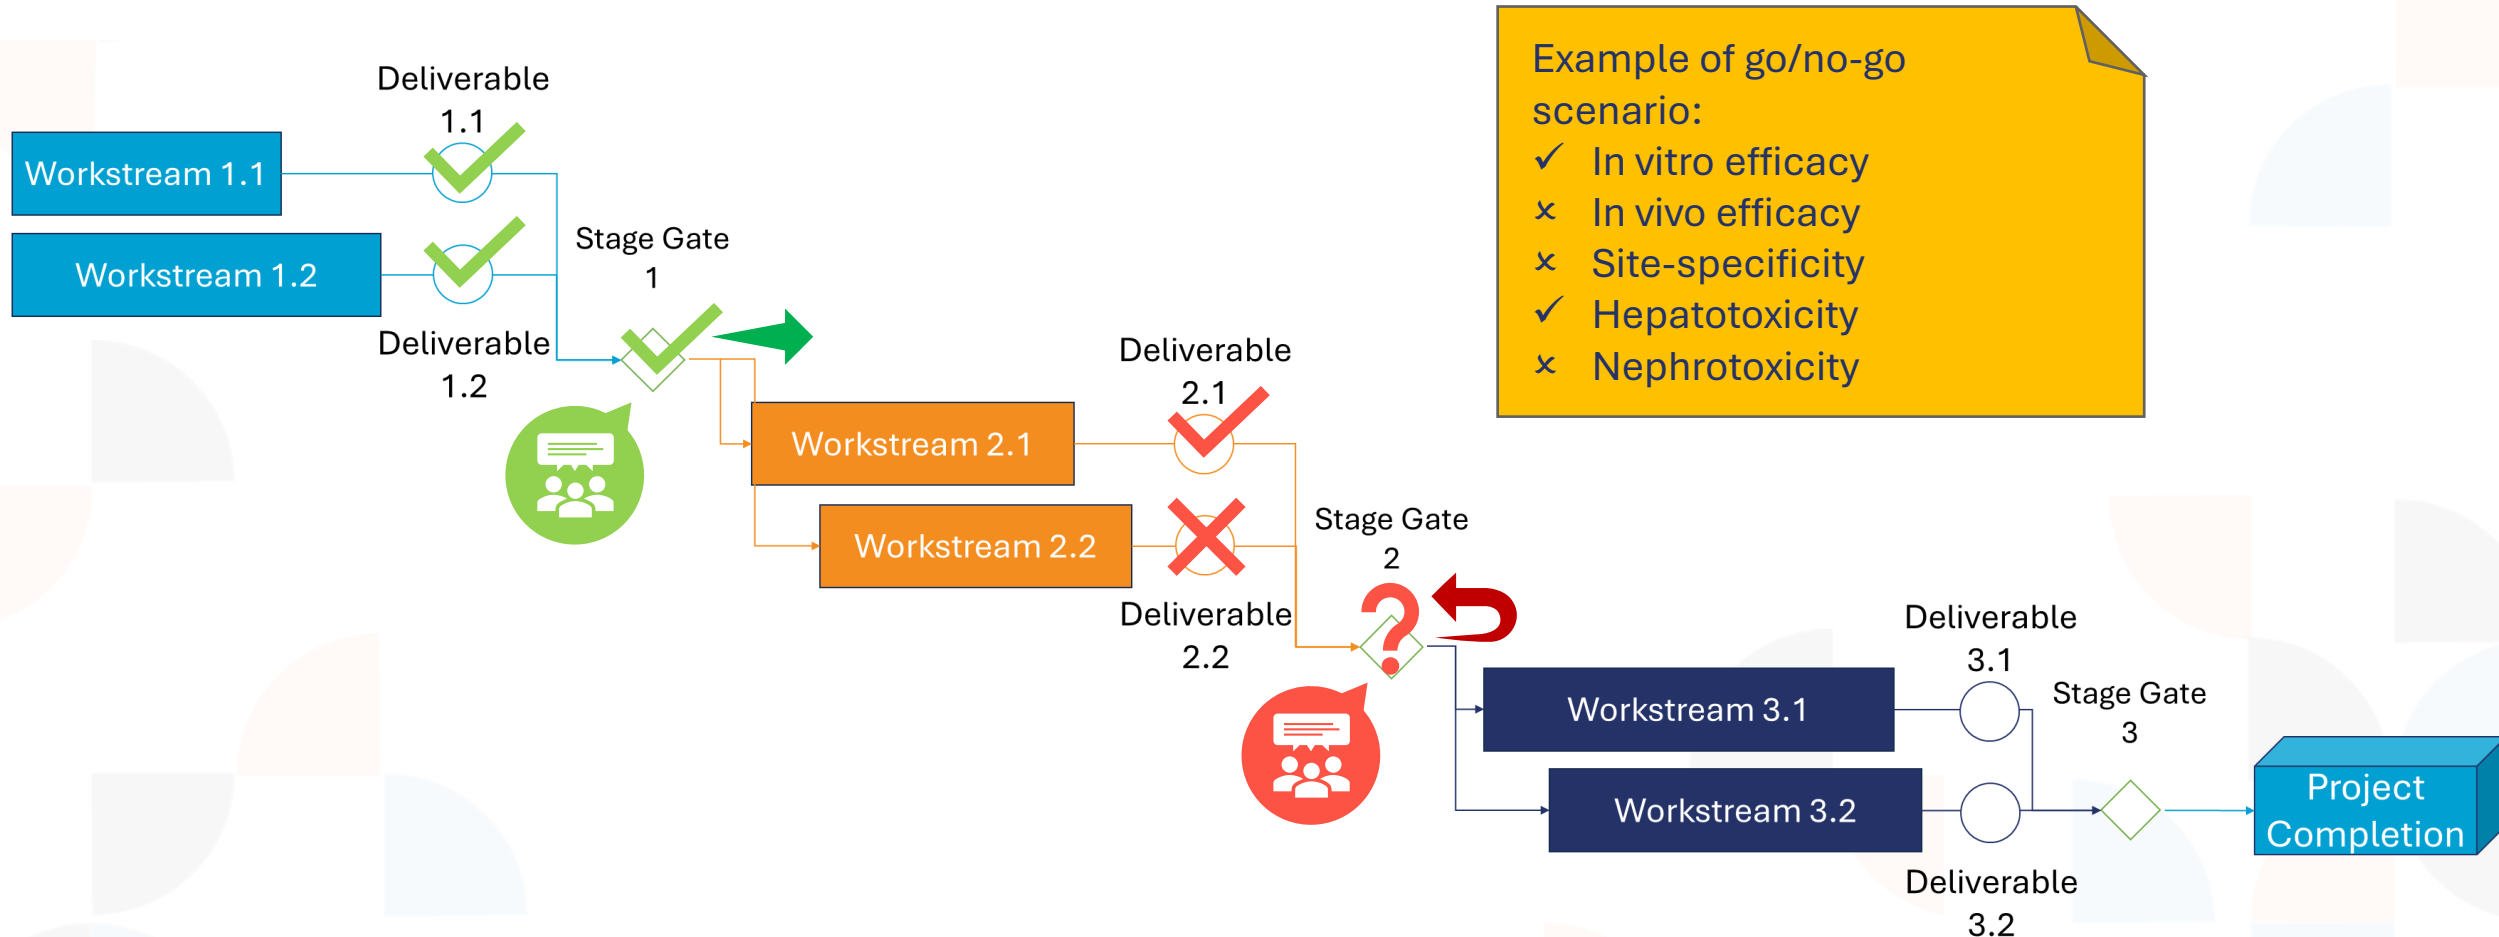 Deliverable
1.1
Workstream 1.1
Workstream 1.2
Deliverable
1.2
Stage Gate
1
Deliverable
2.1
Workstream 2.1
Workstream 2.2
Deliverable
2.2
Stage Gate
2
Deliverable
3.1
Workstream 3.1
Workstream 3.2
Deliverable
3.2
Stage Gate
3
Project
Completion
Example of go/no-go
scenario:
✓ In vitro efficacy
✗ In vivo efficacy
✗ Site-specificity
✓ Hepatotoxicity
✗ Nephrotoxicity